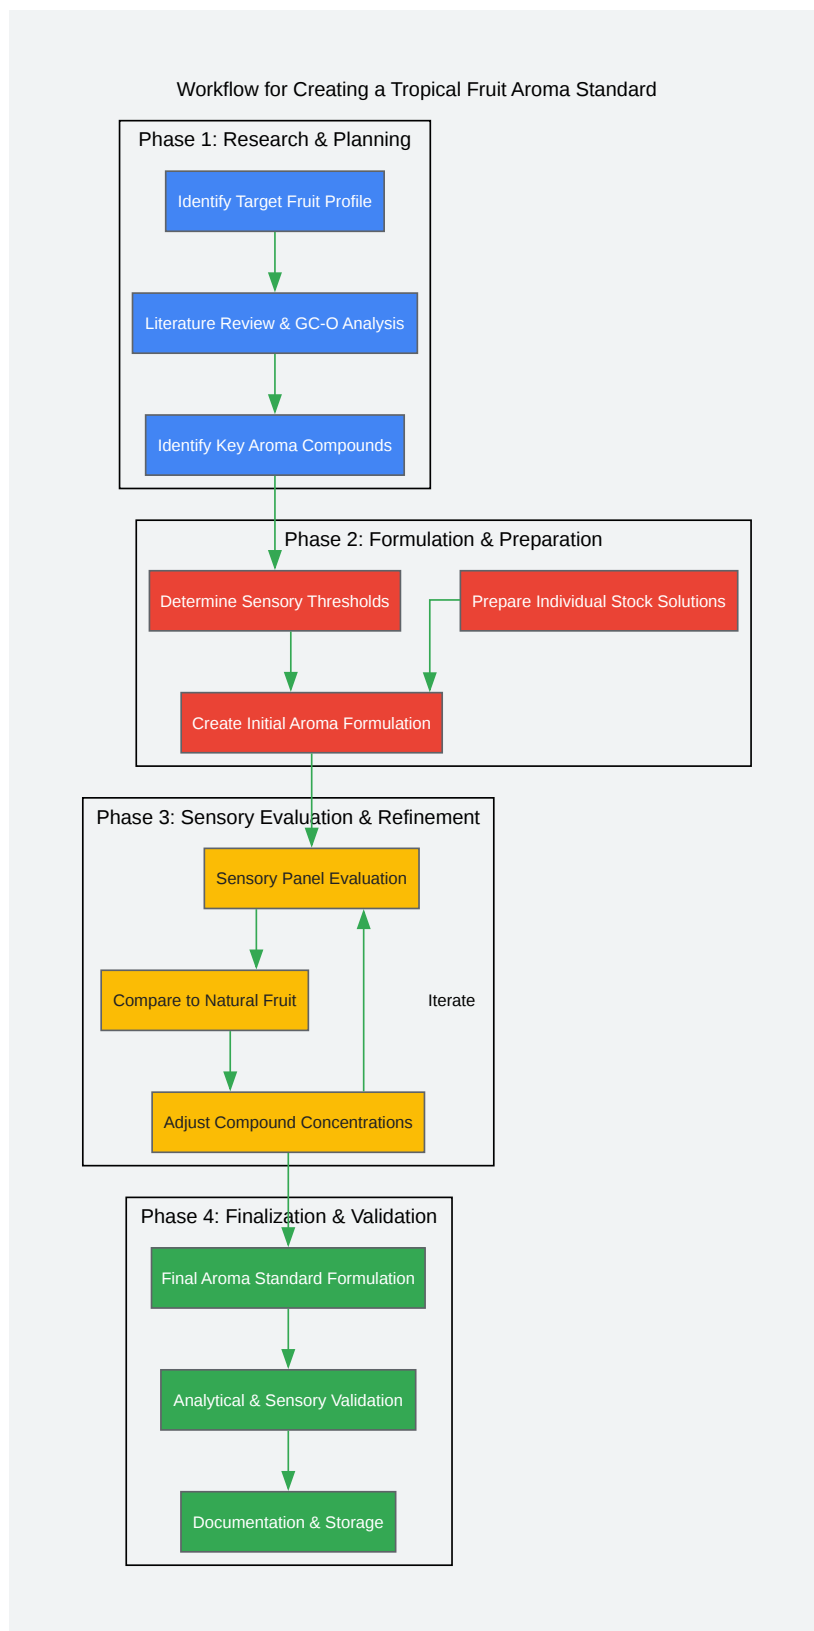 Workflow for Creating a Tropical Fruit Aroma Standard
Phase 1: Research & Planning
Identify Target Fruit Profile
Literature Review & GC-O Analysis
Identify Key Aroma Compounds
Phase 2: Formulation & Preparation
Determine Sensory Thresholds
Prepare Individual Stock Solutions
Create Initial Aroma Formulation
Phase 3: Sensory Evaluation & Refinement
Sensory Panel Evaluation
Compare to Natural Fruit
Iterate
Adjust Compound Concentrations
Phase 4: Finalization & Validation
Final Aroma Standard Formulation
Analytical & Sensory Validation
Documentation & Storage